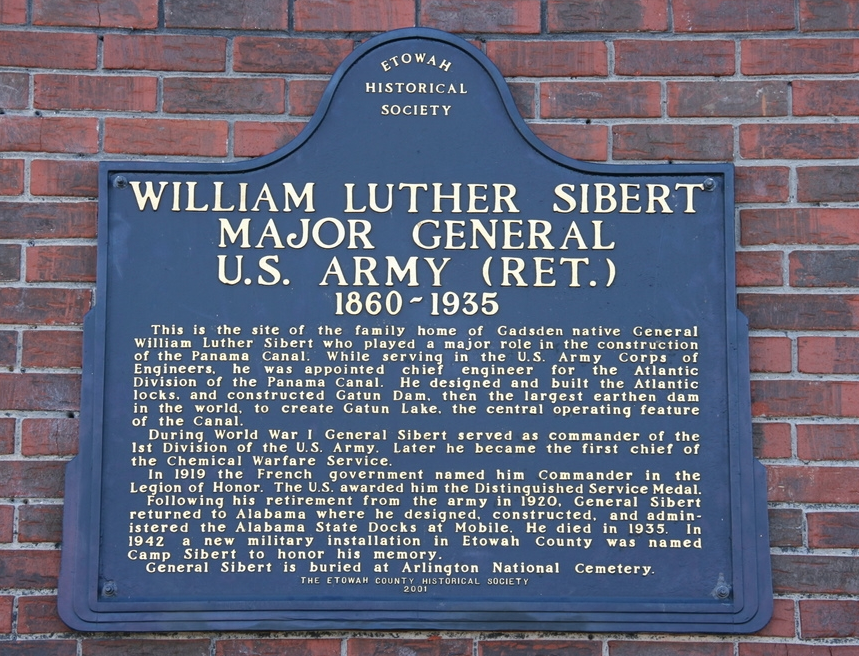 ETOWAH
HISTORICAL
SOCIETY
WILLIAM LUTHER SIBERT
MAJOR GENERAL
U.S. ARMY (RET.)
1860~1935
This is the site of the family home of Gadsden native General
William Luther Sibert who played a major role in the construction
of the Panama Canal. While serving in the U.S. Army Corps of
Engineers, he was appointed chief engineer for the Atlantic
Division of the Panama Canal. He designed and built the Atlantic
locks, and constructed Gatun Dam, then the largest earthen dam
in the world, to create Gatun Lake, the central operating feature
of the Canal.
During World War I General Sibert served as commander of the
1st Division of the U.S. Army. Later he became the first chief of
the Chemical Warfare Service.
In 1919 the French government named him Commander in the
Legion of Honor. The U.S. awarded him the Distinguished Service Medal.
Following his retirement from the army in 1920, General Sibert
returned to Alabama where he designed, constructed, and admin-
istered the Alabama State Docks at Mobile. He died in 1935. In
1942 a new military installation in Etowah County was named
Camp Sibert to honor his memory.
General Sibert is buried at Arlington National Cemetery.
THE ETOWAH COUNTY HISTORICAL SOCIETY
2001